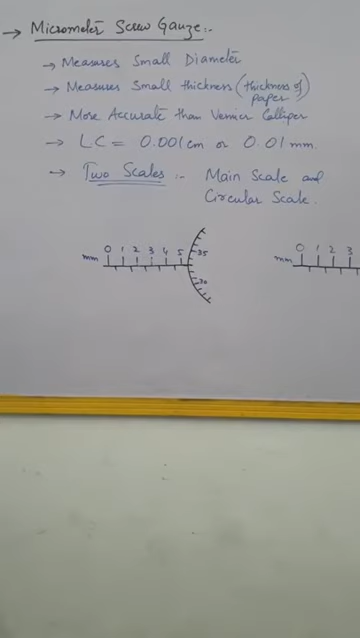 → Micrometer Screw Gauge:-
→ Measures Small Diameter
→ Measures Small thickness (thickness of paper)
→ More Accurate than Vernier Calliper
→ LC = 0.001 cm or 0.01 mm.
→ Two Scales :- Main Scale and
Circular Scale.
0 1 2 3 4 5 35
mm
30
0 1 2 3
mm